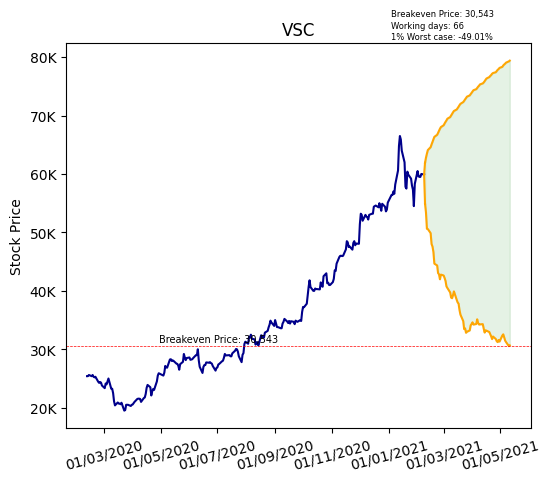 Breakeven Price: 30,543
Working days: 66
1% Worst case: -49.01%
VSC
80K
70K
60K
50K
40K
30K
20K
Stock Price
Breakeven Price: 30,543
01/03/2020
01/05/2020
01/07/2020
01/09/2020
01/11/2020
01/01/2021
01/03/2021
01/05/2021